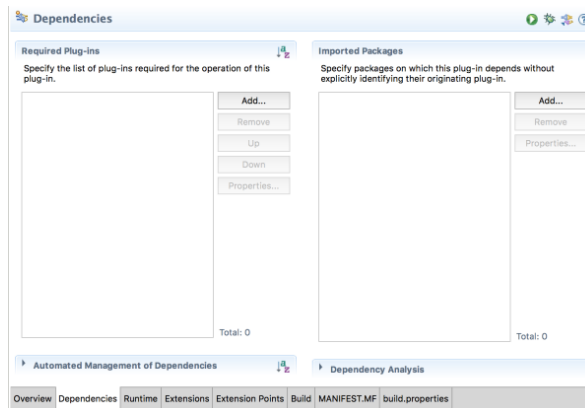 Dependencies
Required Plug-ins
Specify the list of plug-ins required for the operation of this
plug-in.
Add...
Remove
Up
Down
Properties...
Total: 0
Imported Packages
Specify packages on which this plug-in depends without
explicitly identifying their originating plug-in.
Add...
Remove
Properties...
Total: 0
Automated Management of Dependencies
Dependency Analysis
Overview Dependencies Runtime Extensions Extension Points Build MANIFEST.MF build.properties